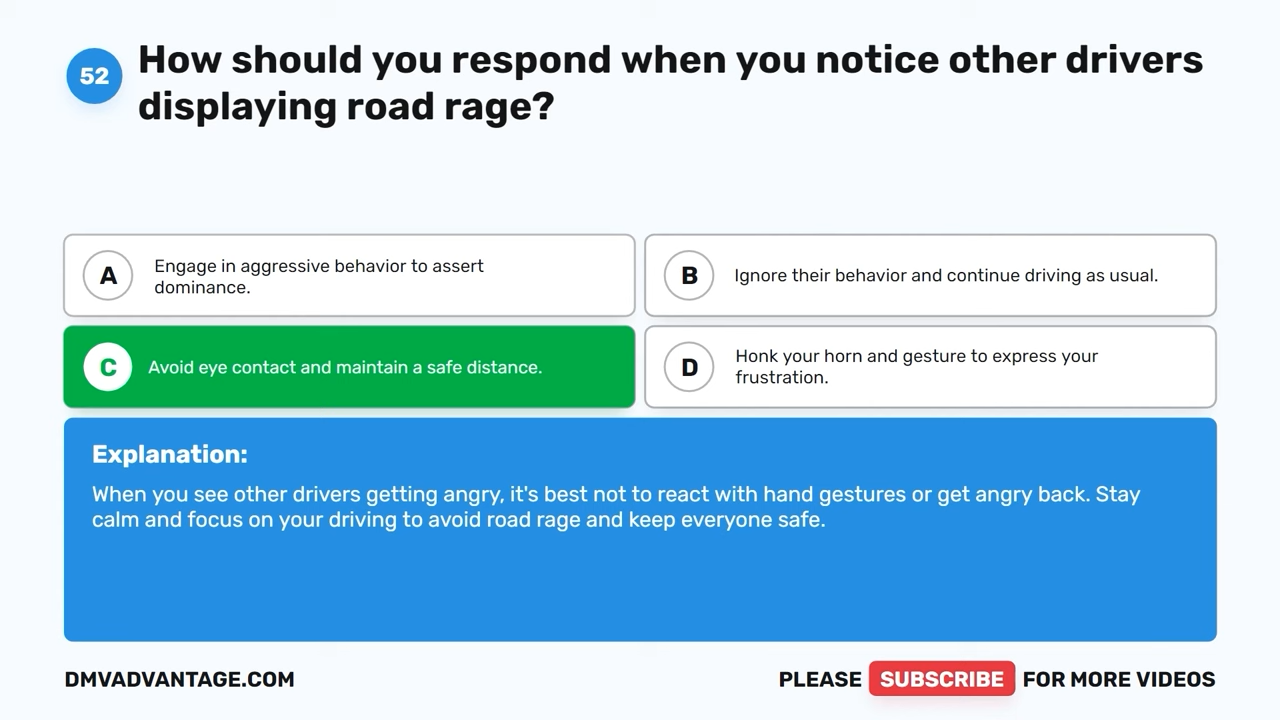 52
How should you respond when you notice other drivers
displaying road rage?
A
Engage in aggressive behavior to assert
dominance.
B
Ignore their behavior and continue driving as usual.
C
Avoid eye contact and maintain a safe distance.
D
Honk your horn and gesture to express your
frustration.
Explanation:
When you see other drivers getting angry, it's best not to react with hand gestures or get angry back. Stay
calm and focus on your driving to avoid road rage and keep everyone safe.
DMVADVANTAGE.COM
PLEASE SUBSCRIBE FOR MORE VIDEOS